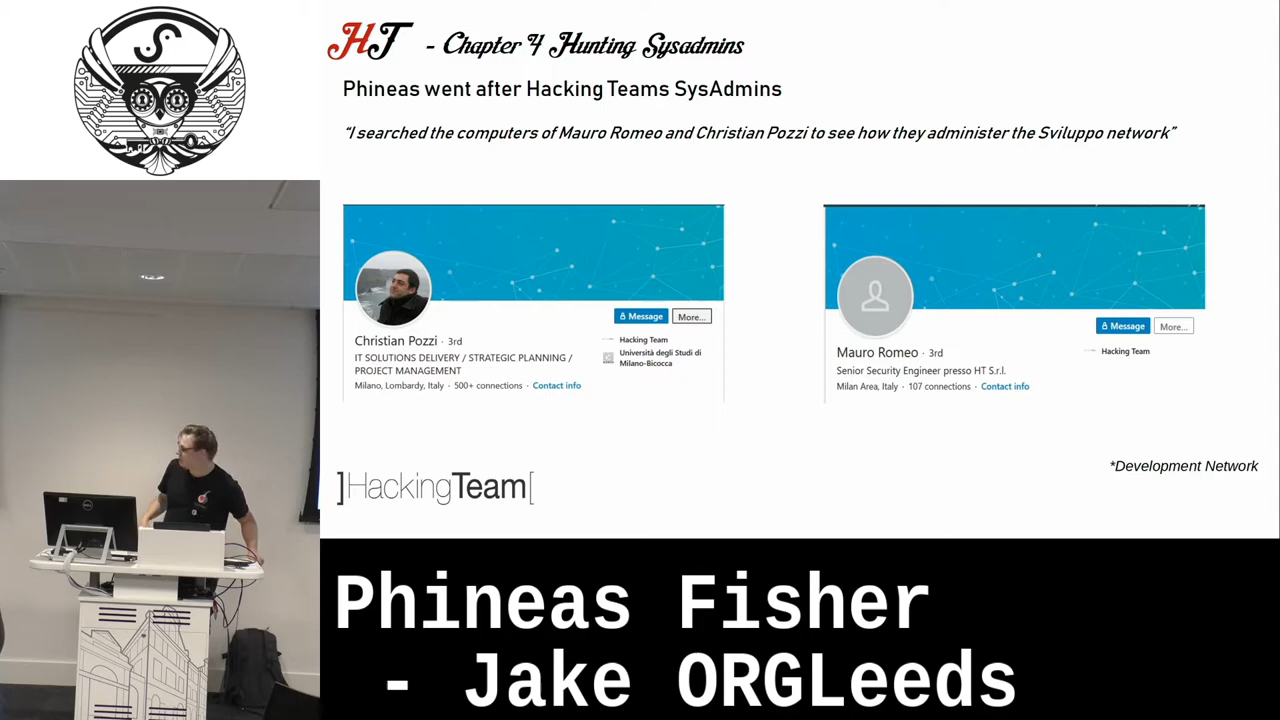 HT - Chapter 4 Hunting Sysadmins
Phineas went after Hacking Teams SysAdmins
“I searched the computers of Mauro Romeo and Christian Pozzi to see how they administer the Sviluppo network”
Message
More...
Christian Pozzi · 3rd
IT SOLUTIONS DELIVERY / STRATEGIC PLANNING /
PROJECT MANAGEMENT
Milano, Lombardy, Italy · 500+ connections · Contact info
Hacking Team
Università degli Studi di
Milano-Bicocca
Message
More...
Mauro Romeo · 3rd
Senior Security Engineer presso HT S.r.l.
Milan Area, Italy · 107 connections · Contact info
Hacking Team
*Development Network
]HackingTeam[
DELL
Phineas Fisher
- Jake ORGLeeds